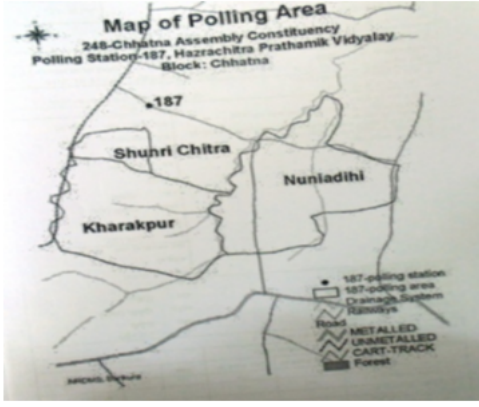 Map of Polling Area
248-Chhatna Assembly Constituency
Polling Station-187, Hazrachitra Prathamik Vidyalay
Block: Chhatna
187
Shunri Chitra
Nuniadihi
Kharakpur
187-polling station
187-polling area
Drainage System
Railways
Road
METALLED
UNMETALLED
CART-TRACK
Forest